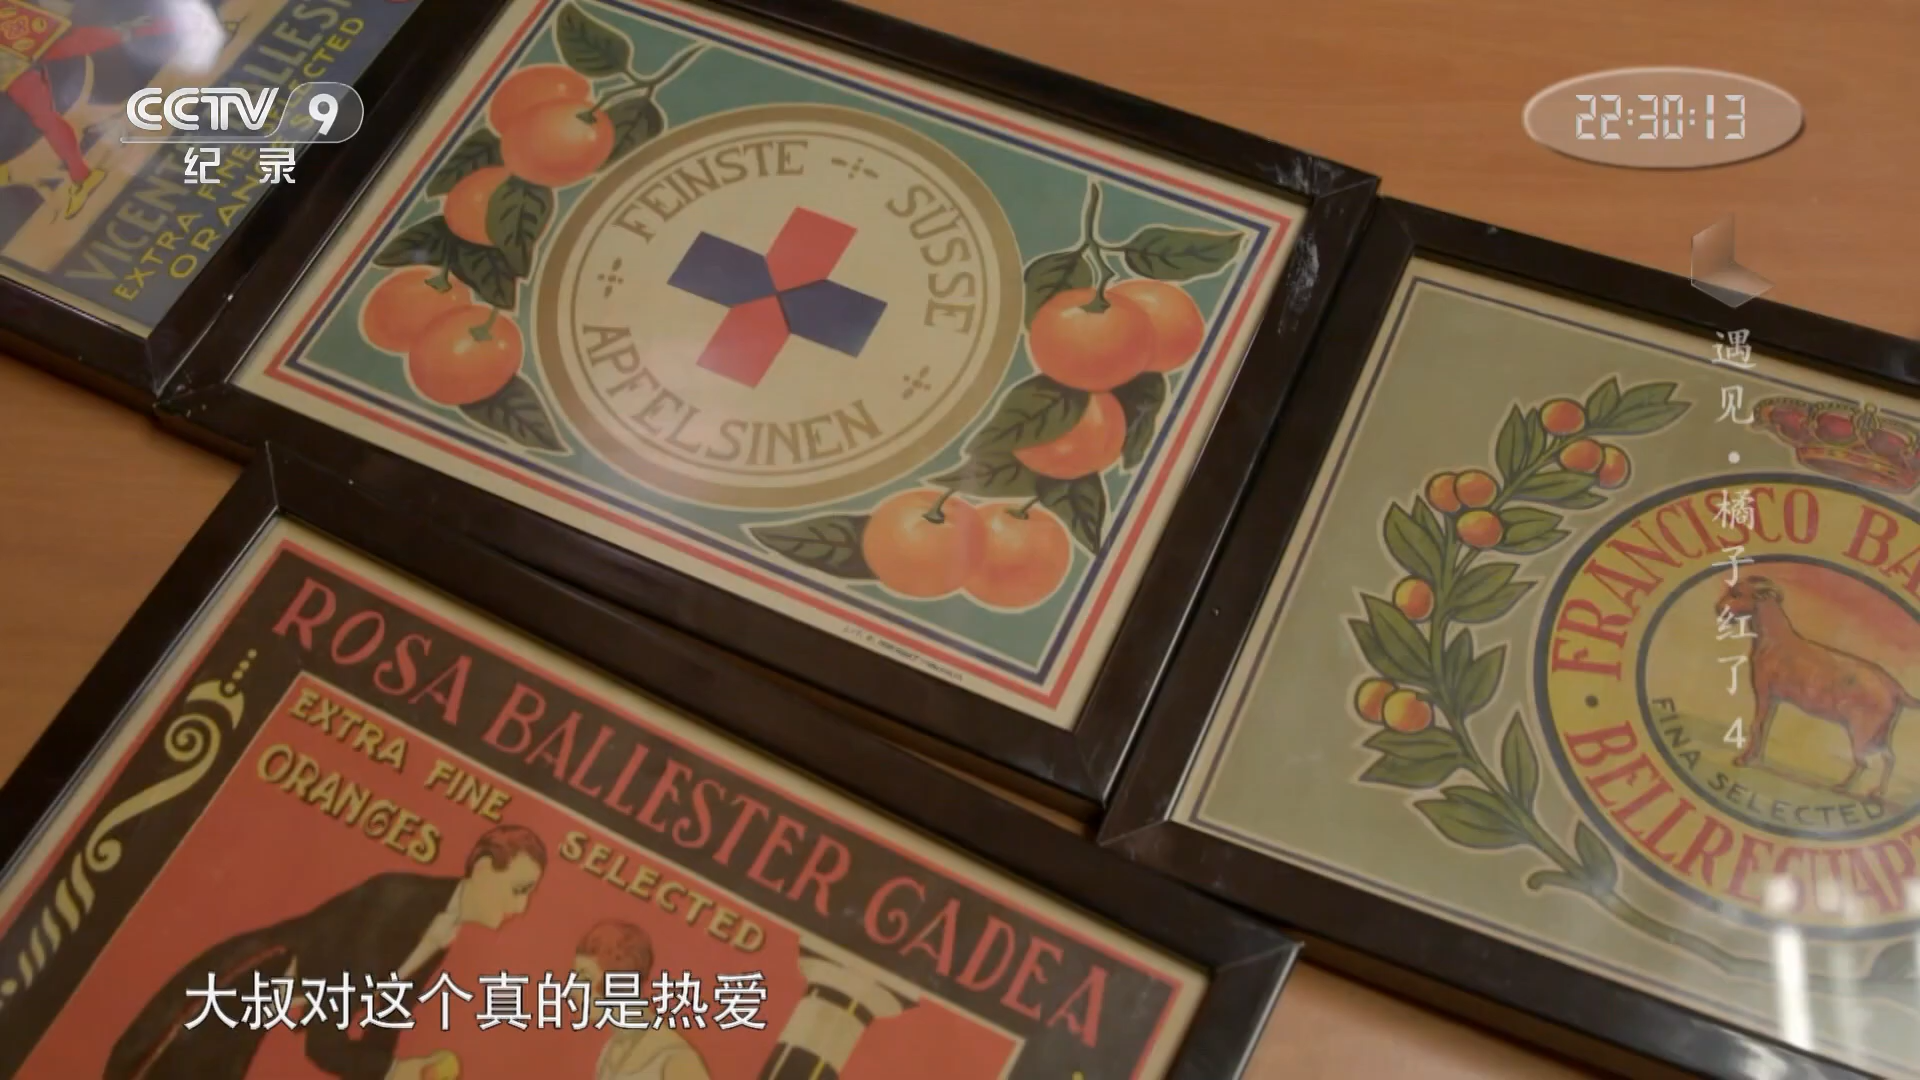 CCTV 9
纪 录
22:30:13
遇见·橘子红了 4
VICENT
EXTRA FINE SELECTED
ORAN
FEINSTE SÜSSE
APFELSINEN
FRANCISCO BA
BELLREGUAR
FINA SELECTED
ROSA BALLESTER GADEA
EXTRA FINE SELECTED
ORANGES
大叔对这个真的是热爱